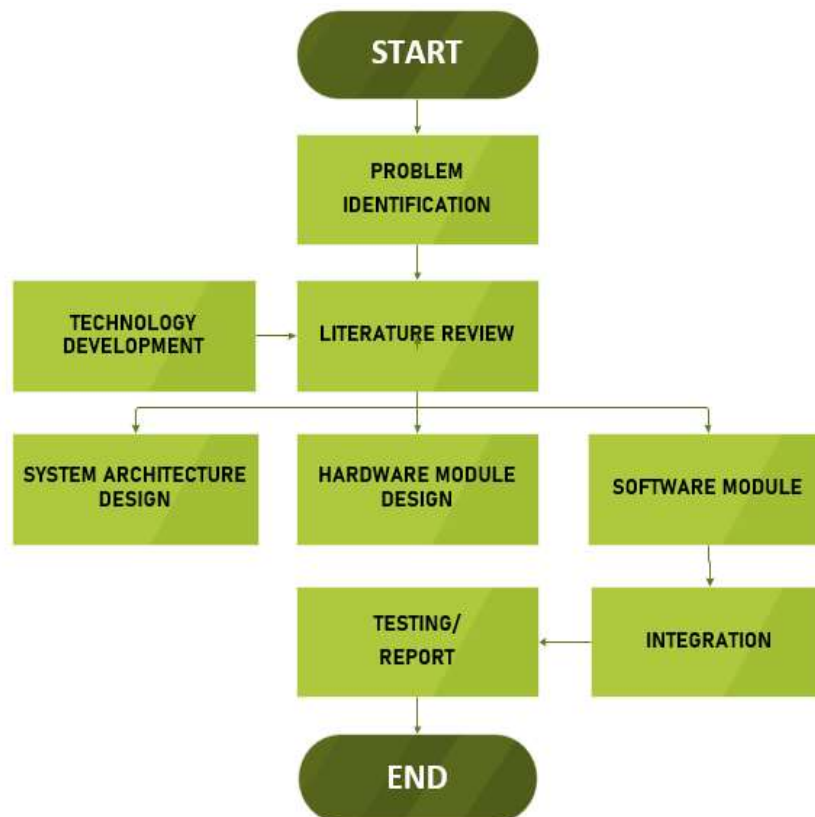 START
PROBLEM
IDENTIFICATION
TECHNOLOGY
DEVELOPMENT
LITERATURE REVIEW
SYSTEM ARCHITECTURE
DESIGN
HARDWARE MODULE
DESIGN
SOFTWARE MODULE
TESTING/
REPORT
INTEGRATION
END